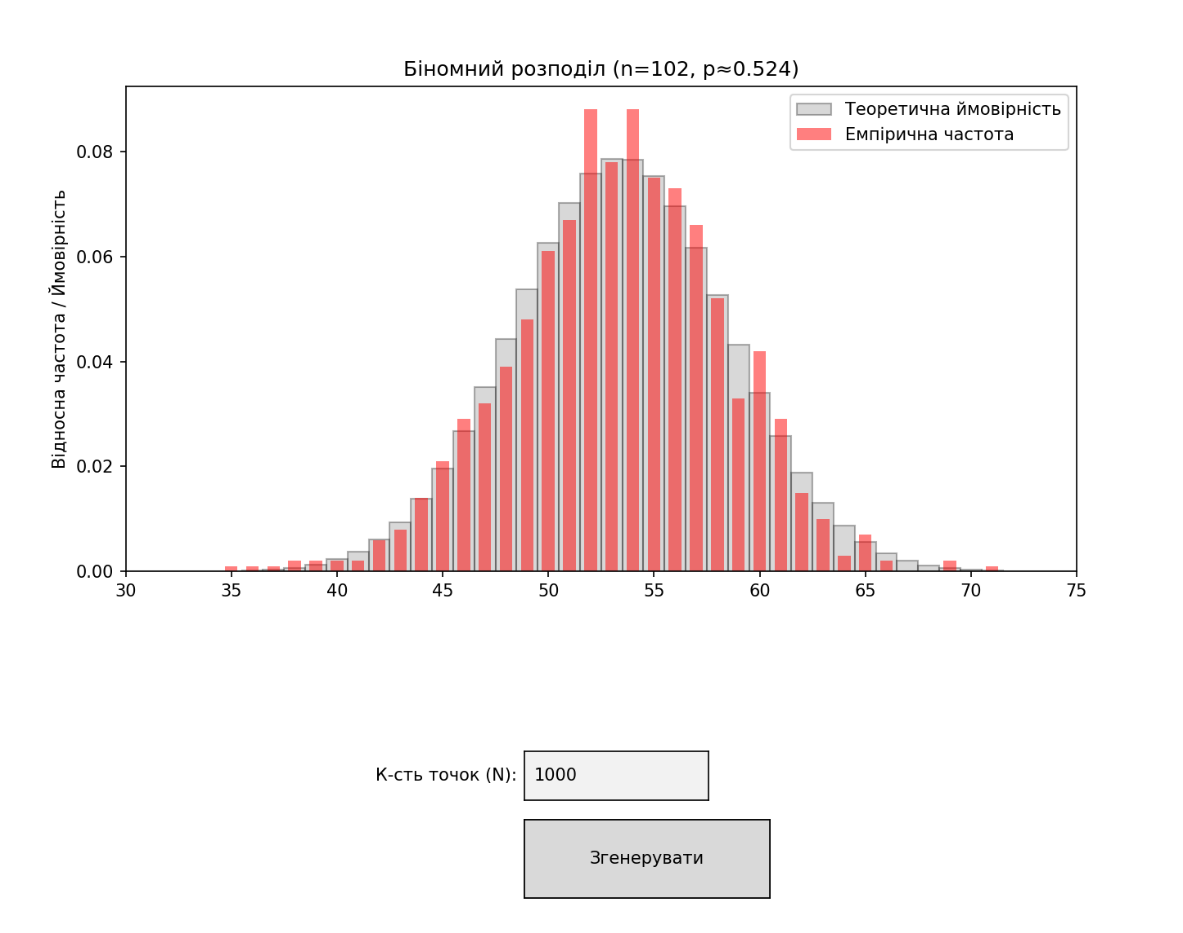 Біномний розподіл (n=102, p≈0.524)
Теоретична ймовірність
Емпірична частота
Відносна частота / Ймовірність
0.08
0.06
0.04
0.02
0.00
30 35 40 45 50 55 60 65 70 75
К-сть точок (N): 1000
Згенерувати